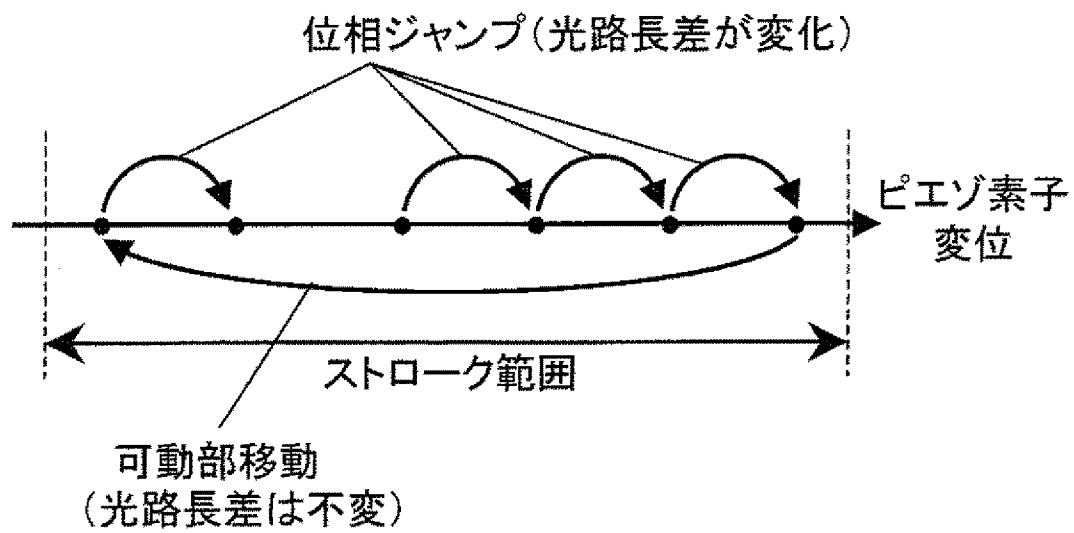 位相ジャンプ(光路長差が変化)
ピエゾ素子
変位
ストローク範囲
可動部移動
(光路長差は不変)